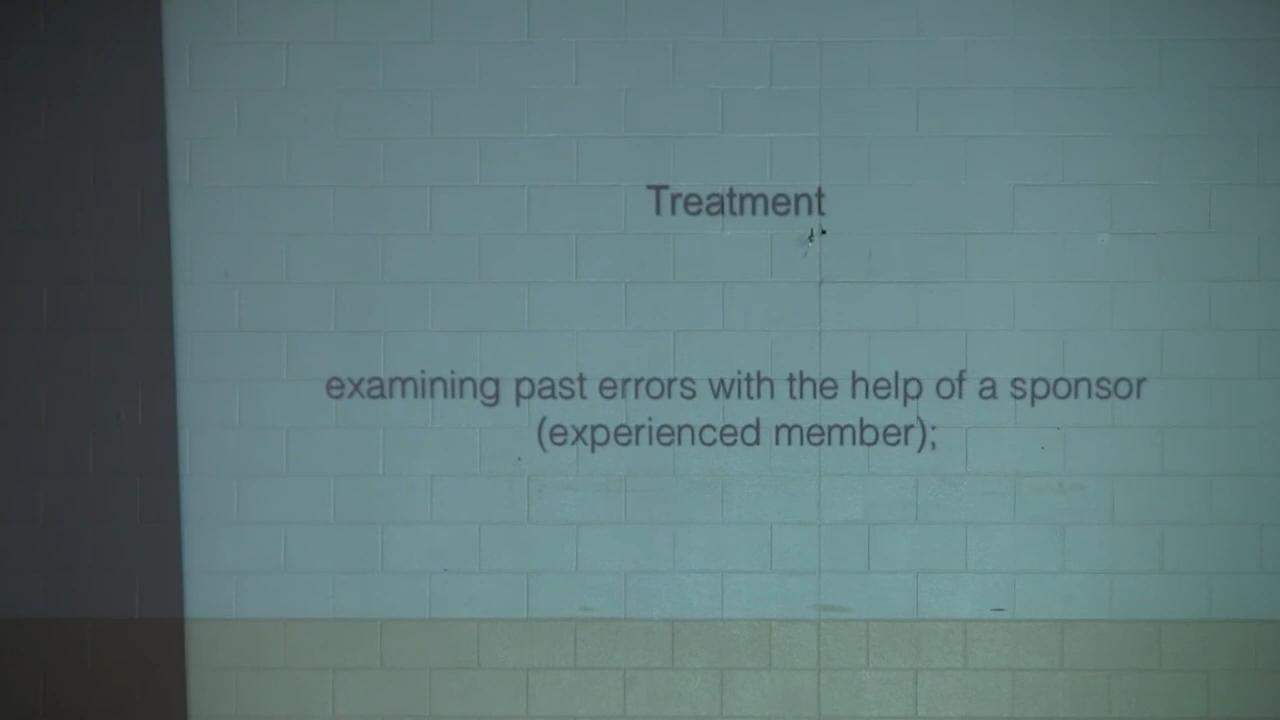 Treatment
examining past errors with the help of a sponsor
(experienced member);